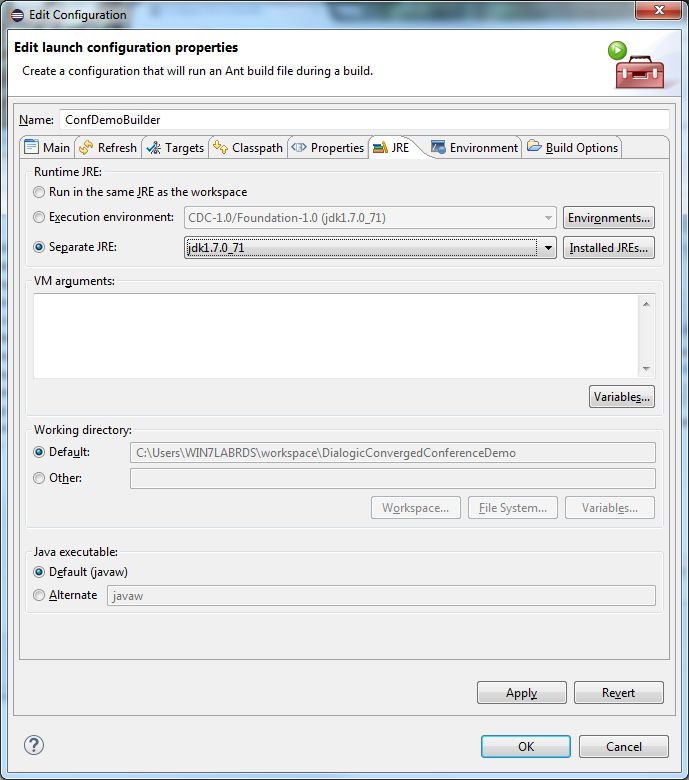 Edit Configuration
Edit launch configuration properties
Create a configuration that will run an Ant build file during a build.
Name: ConfDemoBuilder
Main Refresh Targets Classpath Properties JRE Environment Build Options
Runtime JRE:
Run in the same JRE as the workspace
Execution environment: CDC-1.0/Foundation-1.0 (jdk1.7.0_71) Environments...
Separate JRE: jdk1.7.0_71 Installed JREs...
VM arguments:
Variables...
Working directory:
Default: C:\Users\WIN7LABRDS\workspace\DialogicConvergedConferenceDemo
Other:
Workspace... File System... Variables...
Java executable:
Default (javaw)
Alternate javaw
Apply Revert
? OK Cancel